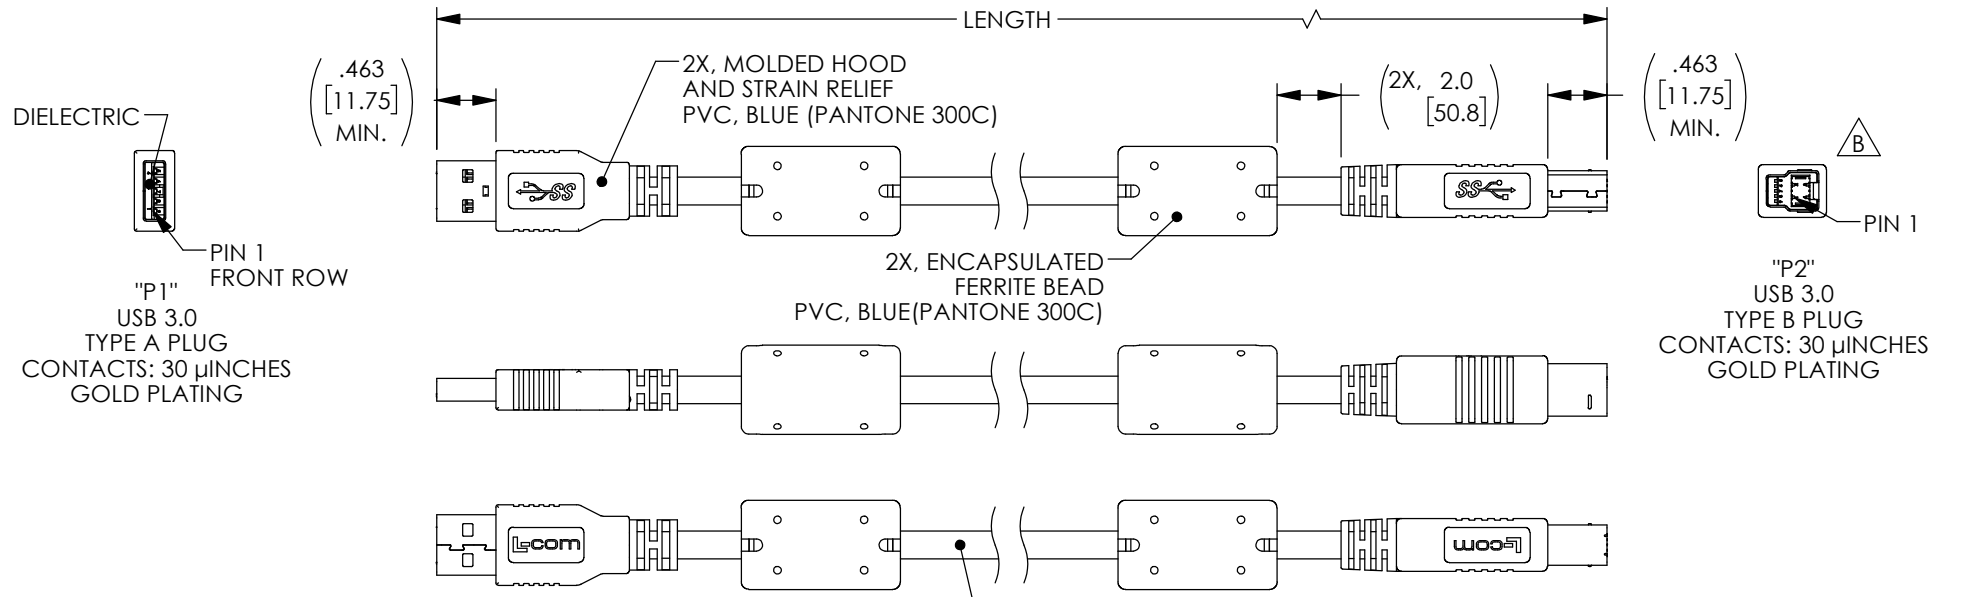 LENGTH
.463
[11.75]
MIN.
2X, MOLDED HOOD
AND STRAIN RELIEF
PVC, BLUE (PANTONE 300C)
(2X, 2.0
[50.8])
.463
[11.75]
MIN.
DIELECTRIC
B
SS
SS
PIN 1
FRONT ROW
PIN 1
2X, ENCAPSULATED
FERRITE BEAD
PVC, BLUE(PANTONE 300C)
"P1"
USB 3.0
TYPE A PLUG
CONTACTS: 30 µINCHES
GOLD PLATING
"P2"
USB 3.0
TYPE B PLUG
CONTACTS: 30 µINCHES
GOLD PLATING
L-com
L-com